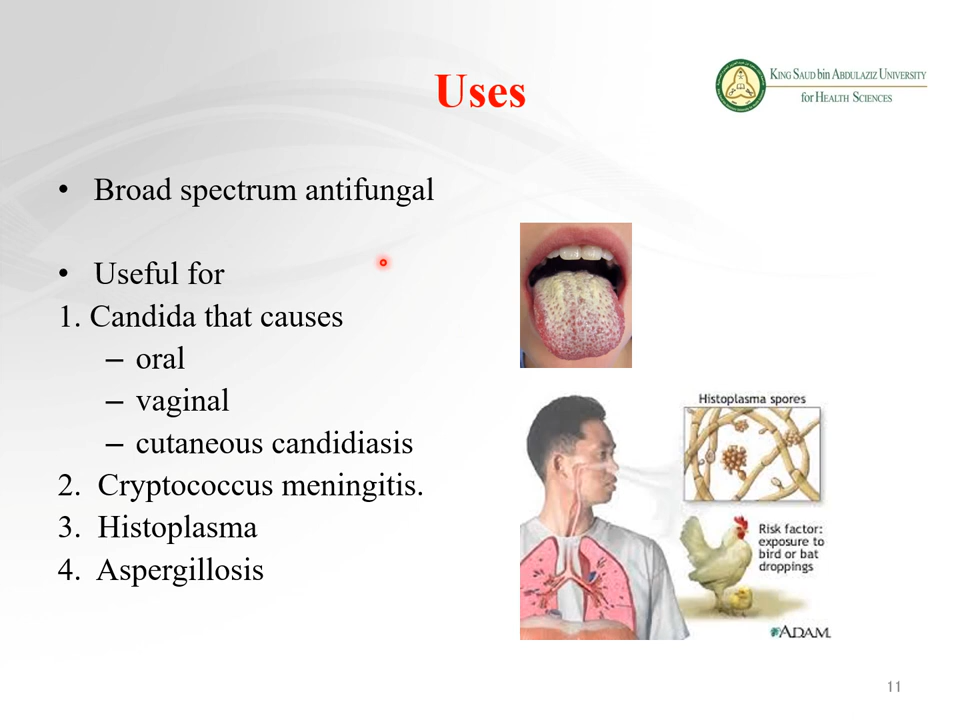 Uses
KING SAUD bin ABDULAZIZ UNIVERSITY
for HEALTH SCIENCES
• Broad spectrum antifungal
• Useful for
1. Candida that causes
– oral
– vaginal
– cutaneous candidiasis
2. Cryptococcus meningitis.
3. Histoplasma
4. Aspergillosis
Histoplasma spores
Risk factor:
exposure to
bird or bat
droppings
ADAM.
11